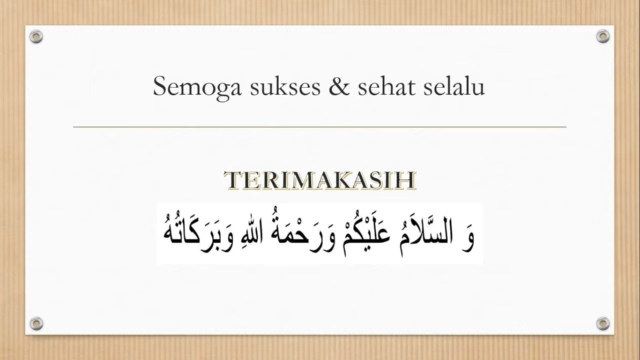 Semoga sukses & sehat selalu
TERIMAKASIH
وَ السَّلاَمُ عَلَيْكُمْ وَرَحْمَةُ اللهِ وَبَرَكَاتُهُ